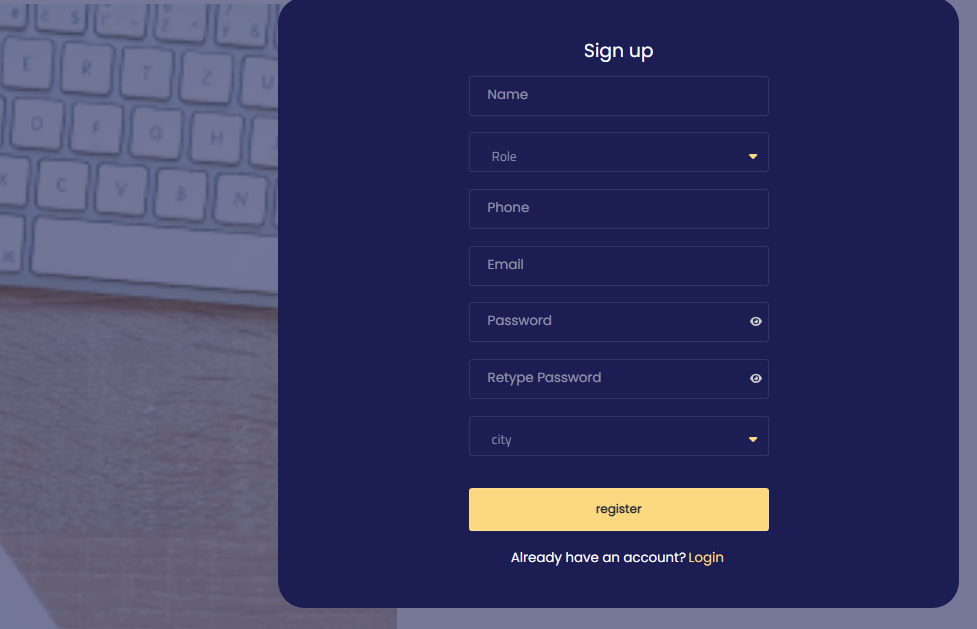 E R T Z U
D F G H
X C V B N
Sign up
Name
Role
Phone
Email
Password
Retype Password
city
register
Already have an account? Login